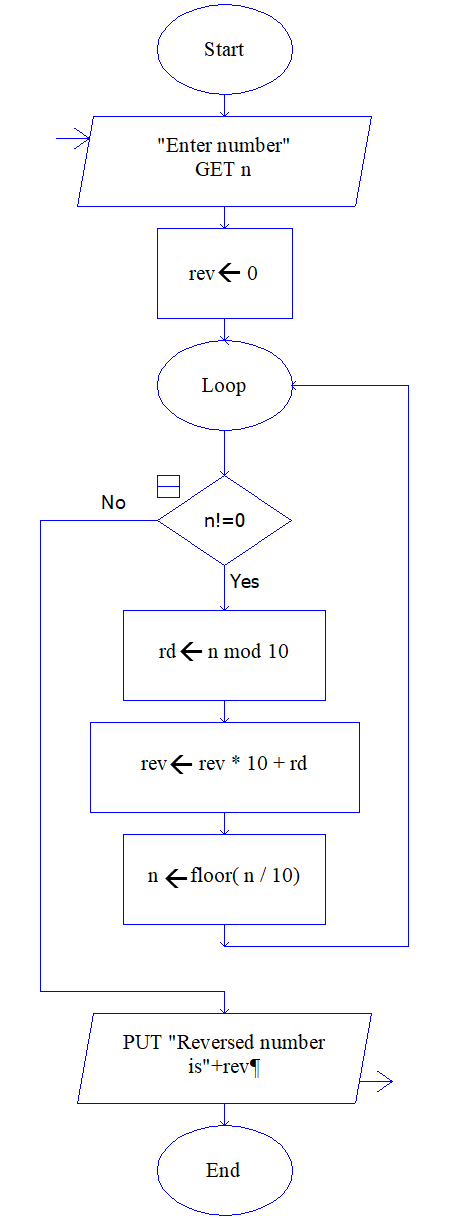 Start
"Enter number"
GET n
rev← 0
Loop
No
n!=0
Yes
rd← n mod 10
rev← rev * 10 + rd
n ←floor( n / 10)
PUT "Reversed number
is"+rev¶
End